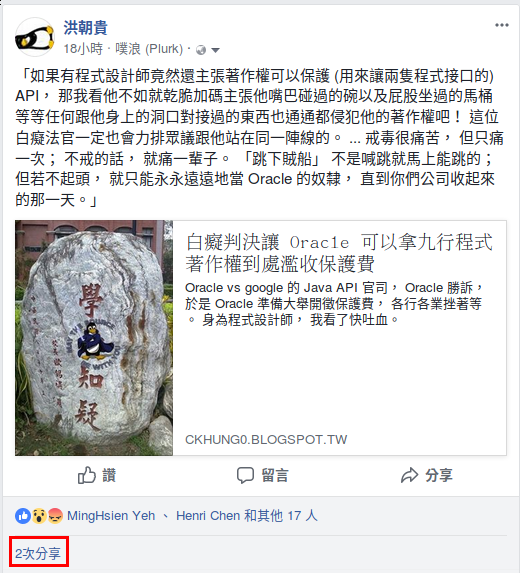 洪朝貴
18小時 · 噗浪 (Plurk) ·
「如果有程式設計師竟然還主張著作權可以保護 (用來讓兩隻程式接口的)
API， 那我看他不如就乾脆加碼主張他嘴巴碰過的碗以及屁股坐過的馬桶
等等任何跟他身上的洞口對接過的東西也通通都侵犯他的著作權吧！ 這位
白癡法官一定也會力排眾議跟他站在同一陣線的。 ... 戒毒很痛苦， 但只痛
一次； 不戒的話， 就痛一輩子。 「跳下賊船」 不是喊跳就馬上能跳的；
但若不起頭， 就只能永永遠遠地當 Oracle 的奴隸， 直到你們公司收起來
的那一天。」
學
知
疑
白癡判決讓 Oracle 可以拿九行程式
著作權到處濫收保護費
Oracle vs google 的 Java API 官司， Oracle 勝訴，
於是 Oracle 準備大舉開徵保護費， 各行各業挫著等
。 身為程式設計師， 我看了快吐血。
CKHUNG0.BLOGSPOT.TW
讚 留言 分享
MingHsien Yeh 、 Henri Chen 和其他 17 人
2次分享